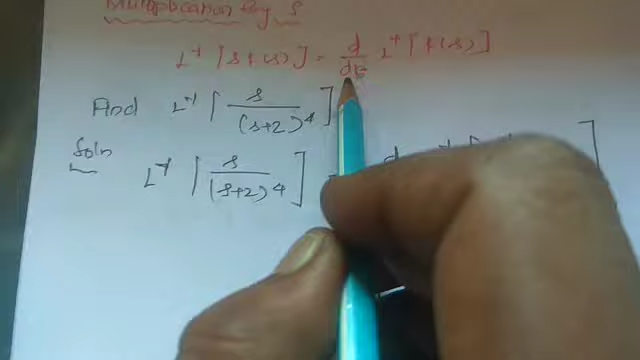 Multiplication by s
L⁻¹ [s f(s)] = d/dt L⁻¹ [f(s)]
Find L⁻¹ [ s/(s+2)⁴ ]
Soln L⁻¹ [ s/(s+2)⁴ ] = d